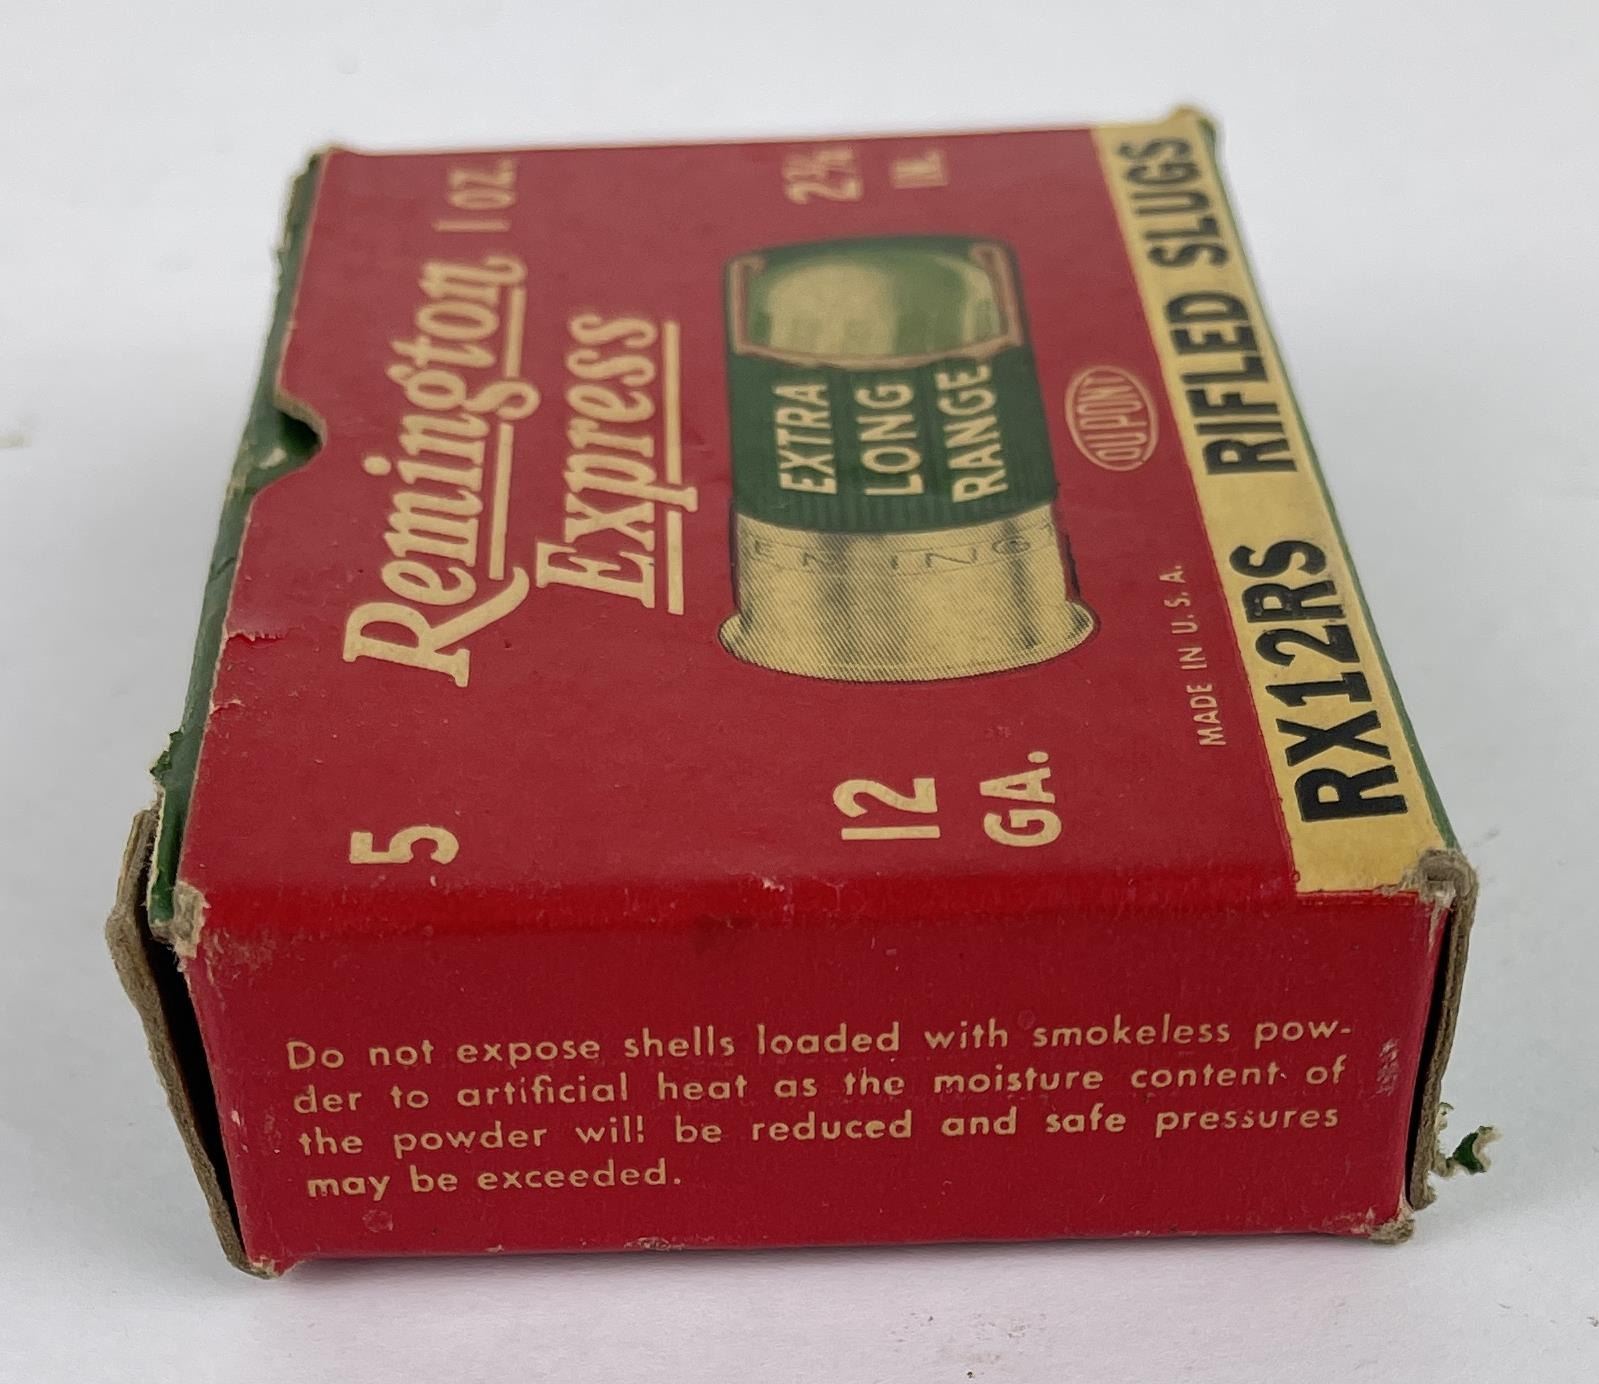 5 Remington 1 oz.
Express
12 GA.
EXTRA
LONG
RANGE
2¾ IN.
DUPONT
MADE IN U.S.A.
RX12RS RIFLED SLUGS
Do not expose shells loaded with smokeless pow-
der to artificial heat as the moisture content of
the powder will be reduced and safe pressures
may be exceeded.